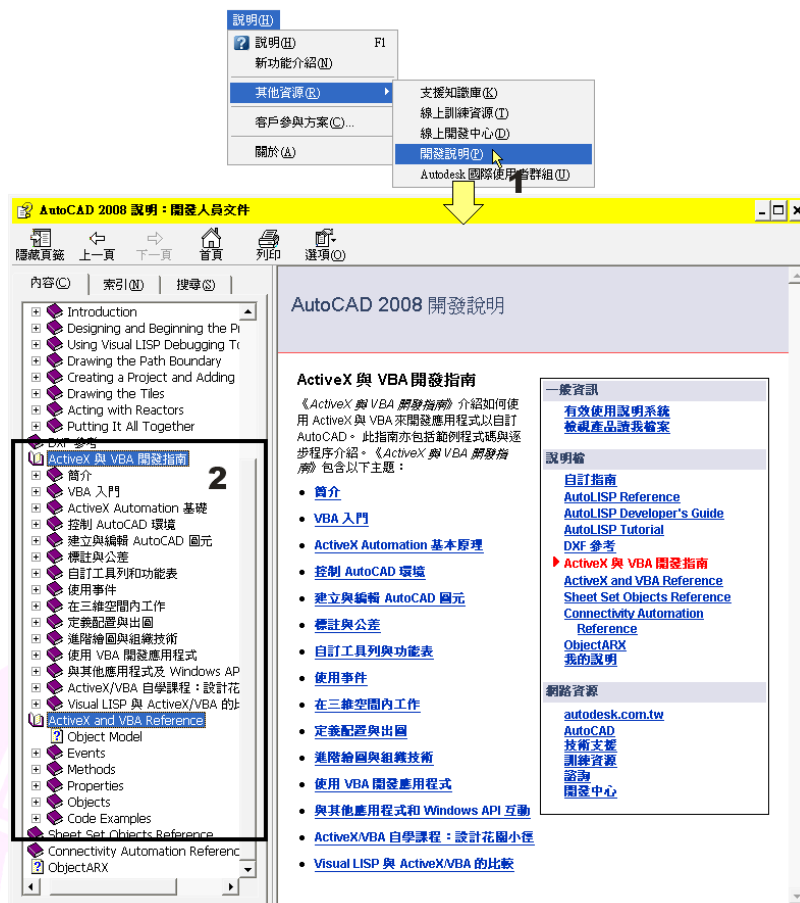 說明(H)
說明(H) F1
新功能介紹(N)
其他資源(R)
客戶參與方案(C)...
關於(A)
支援知識庫(K)
線上訓練資源(T)
線上開發中心(D)
開發說明(P)
Autodesk 國際使用者群組(U)
1
AutoCAD 2008 說明：開發人員文件
隱藏頁籤 上一頁 下一頁 首頁 列印 選項(O)
內容(C) 索引(N) 搜尋(S)
Introduction
Designing and Beginning the Pr
Using Visual LISP Debugging To
Drawing the Path Boundary
Creating a Project and Adding
Drawing the Tiles
Acting with Reactors
Putting It All Together
DXF 參考
ActiveX 與 VBA 開發指南
2
簡介
VBA 入門
ActiveX Automation 基礎
控制 AutoCAD 環境
建立與編輯 AutoCAD 圖元
標註與公差
自訂工具列和功能表
使用事件
在三維空間內工作
定義配置與出圖
進階繪圖與組織技術
使用 VBA 開發應用程式
與其他應用程式及 Windows AP
ActiveX/VBA 自學課程：設計花
Visual LISP 與 ActiveX/VBA 的比
ActiveX and VBA Reference
Object Model
Events
Methods
Properties
Objects
Code Examples
Sheet Set Objects Reference
Connectivity Automation Referenc
ObjectARX
AutoCAD 2008 開發說明
ActiveX 與 VBA 開發指南
《ActiveX 與 VBA 開發指南》介紹如何使
用 ActiveX 與 VBA 來開發應用程式以自訂
AutoCAD。此指南亦包括範例程式碼與逐
步程序介紹。《ActiveX 與 VBA 開發指
南》包含以下主題：
• 簡介
• VBA 入門
• ActiveX Automation 基本原理
• 控制 AutoCAD 環境
• 建立與編輯 AutoCAD 圖元
• 標註與公差
• 自訂工具列與功能表
• 使用事件
• 在三維空間內工作
• 定義配置與出圖
• 進階繪圖與組織技術
• 使用 VBA 開發應用程式
• 與其他應用程式和 Windows API 互動
• ActiveX/VBA 自學課程：設計花園小徑
• Visual LISP 與 ActiveX/VBA 的比較
一般資訊
有效使用說明系統
檢視產品讀我檔案
說明檔
自訂指南
AutoLISP Reference
AutoLISP Developer's Guide
AutoLISP Tutorial
DXF 參考
ActiveX 與 VBA 開發指南
ActiveX and VBA Reference
Sheet Set Objects Reference
Connectivity Automation
Reference
ObjectARX
我的說明
網路資源
autodesk.com.tw
AutoCAD
技術支援
訓練資源
諮詢
開發中心